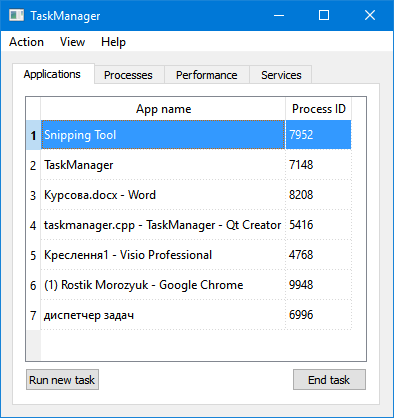 TaskManager
Action View Help
Applications Processes Performance Services
App name Process ID
1 Snipping Tool 7952
2 TaskManager 7148
3 Курсова.docx - Word 8208
4 taskmanager.cpp - TaskManager - Qt Creator 5416
5 Креслення1 - Visio Professional 4768
6 (1) Rostik Morozyuk - Google Chrome 9948
7 диспетчер задач 6996
Run new task End task